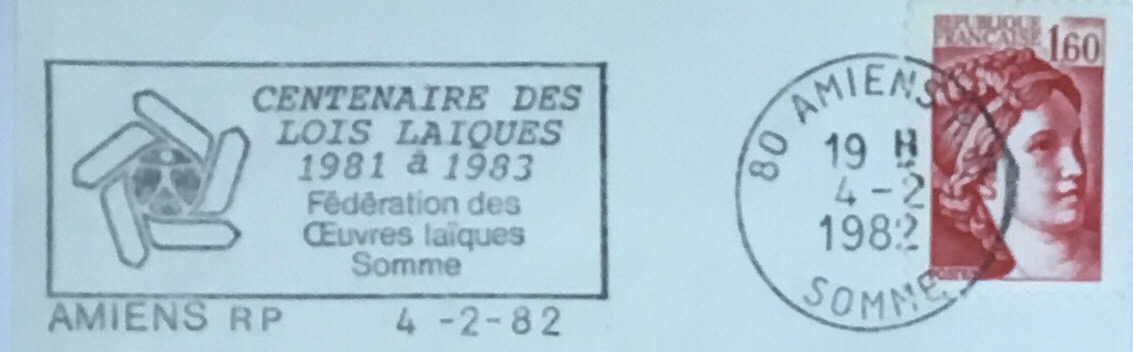 CENTENAIRE DES
LOIS LAIQUES
1981 à 1983
Fédération des
Œuvres laïques
Somme
AMIENS RP 4 -2-82
80 AMIENS R
19 H
4 -2
1982
SOMME
REPUBLIQUE
FRANÇAISE
1,60
POSTES